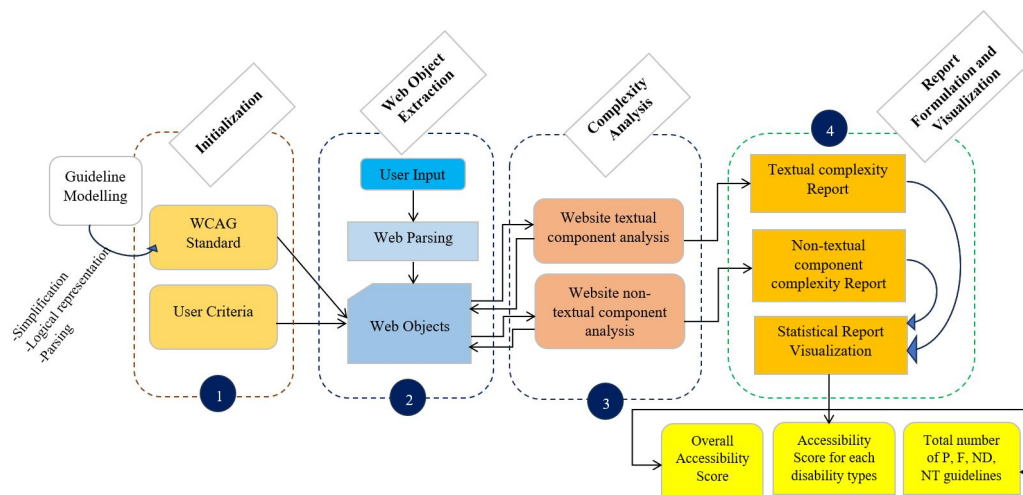 Initialization
Web Object
Extraction
Complexity
Analysis
Report
Formulation and
Visualization
4
Guideline
Modelling
-Simplification
-Logical representation
-Parsing
WCAG
Standard
User Criteria
1
User Input
Web Parsing
Web Objects
2
Website textual
component analysis
Website non-
textual component
analysis
3
Textual complexity
Report
Non-textual
component
complexity Report
Statistical Report
Visualization
Overall
Accessibility
Score
Accessibility
Score for each
disability types
Total number
of P, F, ND,
NT guidelines